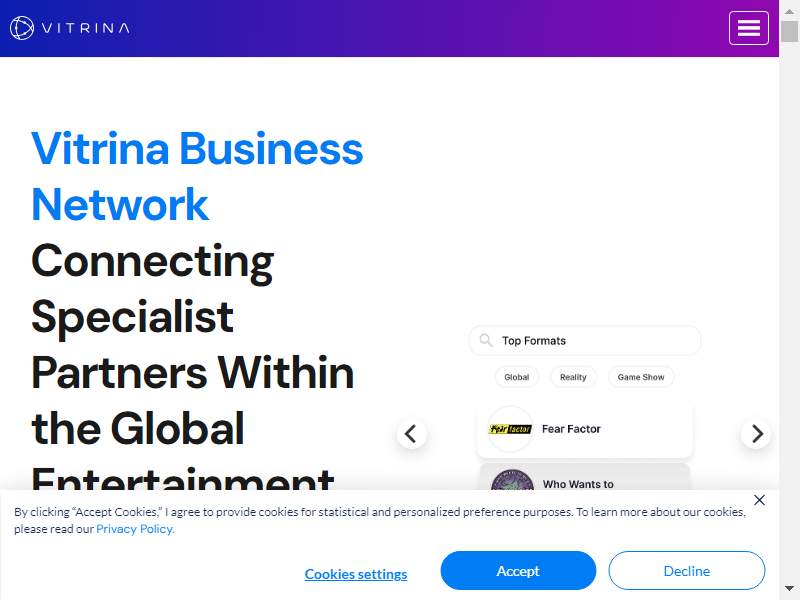 VITRINA
Vitrina Business
Network
Connecting
Specialist
Partners Within
the Global
Entertainment
Top Formats
Global
Reality
Game Show
fear factor
Fear Factor
Who Wants to
By clicking “Accept Cookies,” I agree to provide cookies for statistical and personalized preference purposes. To learn more about our cookies,
please read our Privacy Policy.
Cookies settings
Accept
Decline